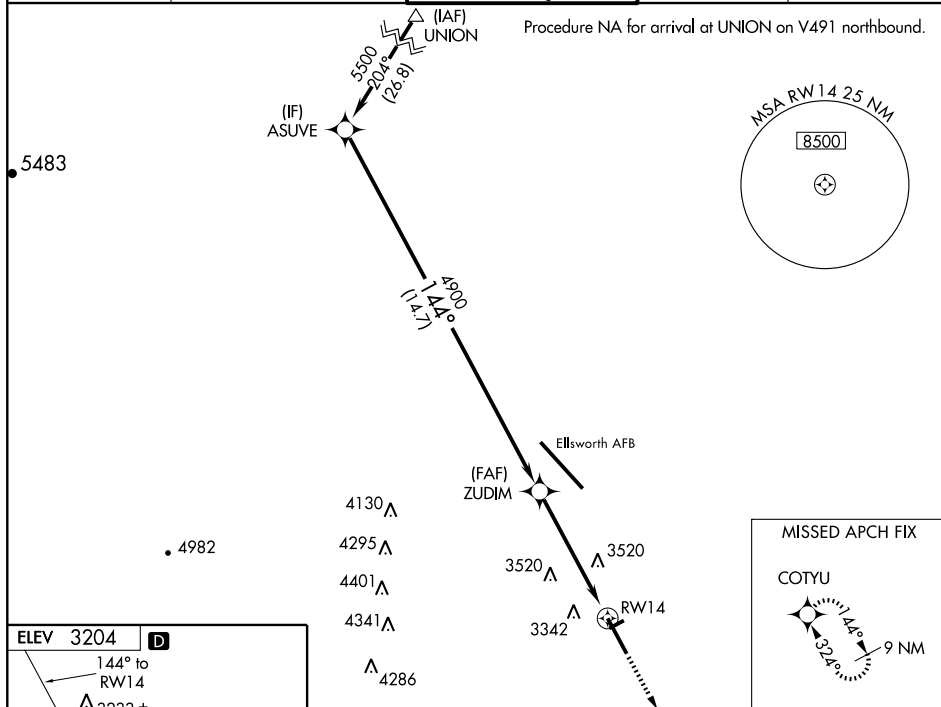 (IAF)
UNION
Procedure NA for arrival at UNION on V491 northbound.
5500
204°
(26.8)
(IF)
ASUVE
MSA RW14 25 NM
8500
5483
4900
144°
(14.7)
Ellsworth AFB
(FAF)
ZUDIM
4130
4295
4982
4401
4341
4286
3520
3520
3342
RW14
MISSED APCH FIX
COTYU
144°
324°
9 NM
ELEV 3204 D
144° to
RW14